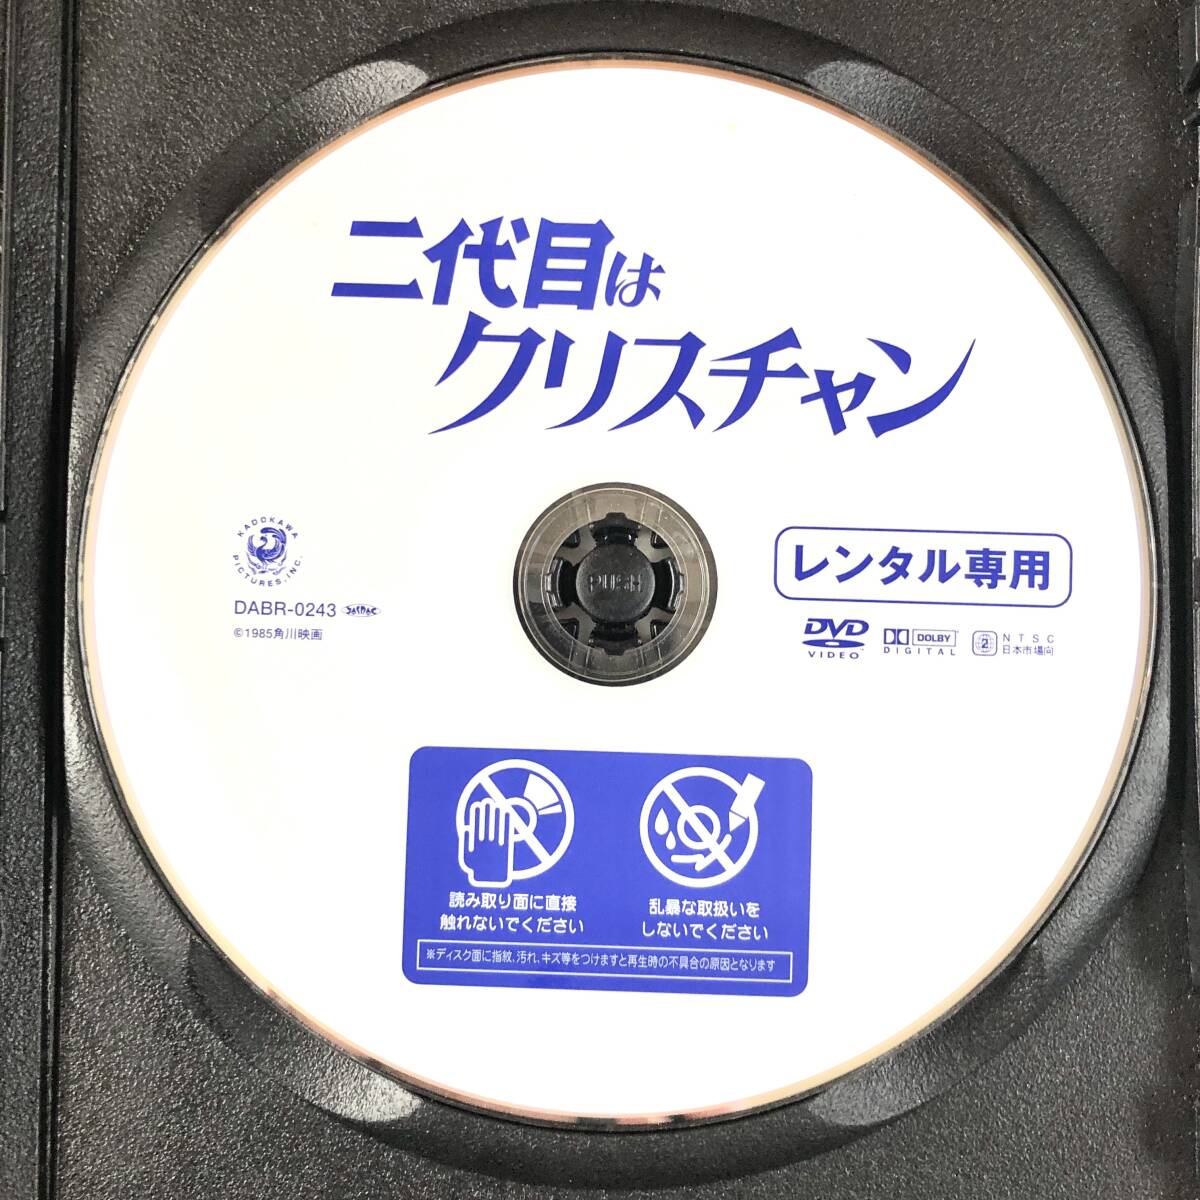 二代目は
クリスチャン
KADOKAWA
PICTURES, INC.
DABR-0243
©1985角川映画
PUSH
レンタル専用
DVD
VIDEO
DOLBY
DIGITAL
2
NTSC
日本市場向
読み取り面に直接
触れないでください
乱暴な取扱いを
しないでください
※ディスク面に指紋、汚れ、キズ等をつけますと再生時の不具合の原因となります